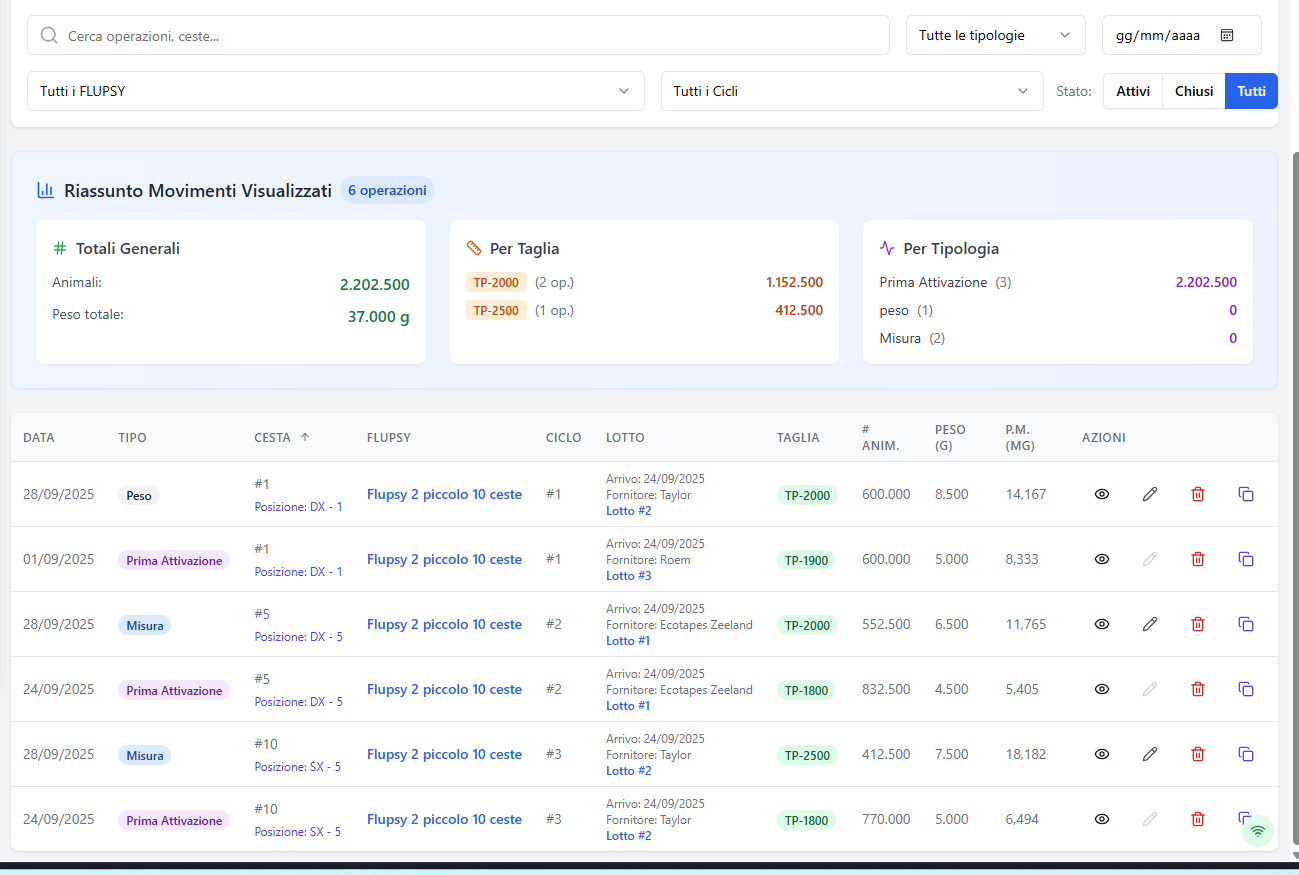 Cerca operazioni, ceste...
Tutte le tipologie
gg/mm/aaaa
Tutti i FLUPSY
Tutti i Cicli
Stato:
Attivi
Chiusi
Tutti
Riassunto Movimenti Visualizzati
6 operazioni
# Totali Generali
Animali:
2.202.500
Peso totale:
37.000 g
Per Taglia
TP-2000 (2 op.) 1.152.500
TP-2500 (1 op.) 412.500
Per Tipologia
Prima Attivazione (3) 2.202.500
peso (1) 0
Misura (2) 0
DATA TIPO CESTA ↑ FLUPSY CICLO LOTTO TAGLIA # ANIM. PESO (G) P.M. (MG) AZIONI
28/09/2025 Peso
#1
Posizione: DX - 1
Flupsy 2 piccolo 10 ceste #1
Arrivo: 24/09/2025
Fornitore: Taylor
Lotto #2
TP-2000 600.000 8.500 14,167
01/09/2025 Prima Attivazione
#1
Posizione: DX - 1
Flupsy 2 piccolo 10 ceste #1
Arrivo: 24/09/2025
Fornitore: Roem
Lotto #3
TP-1900 600.000 5.000 8,333
28/09/2025 Misura
#5
Posizione: DX - 5
Flupsy 2 piccolo 10 ceste #2
Arrivo: 24/09/2025
Fornitore: Ecotapes Zeeland
Lotto #1
TP-2000 552.500 6.500 11,765
24/09/2025 Prima Attivazione
#5
Posizione: DX - 5
Flupsy 2 piccolo 10 ceste #2
Arrivo: 24/09/2025
Fornitore: Ecotapes Zeeland
Lotto #1
TP-1800 832.500 4.500 5,405
28/09/2025 Misura
#10
Posizione: SX - 5
Flupsy 2 piccolo 10 ceste #3
Arrivo: 24/09/2025
Fornitore: Taylor
Lotto #2
TP-2500 412.500 7.500 18,182
24/09/2025 Prima Attivazione
#10
Posizione: SX - 5
Flupsy 2 piccolo 10 ceste #3
Arrivo: 24/09/2025
Fornitore: Taylor
Lotto #2
TP-1800 770.000 5.000 6,494